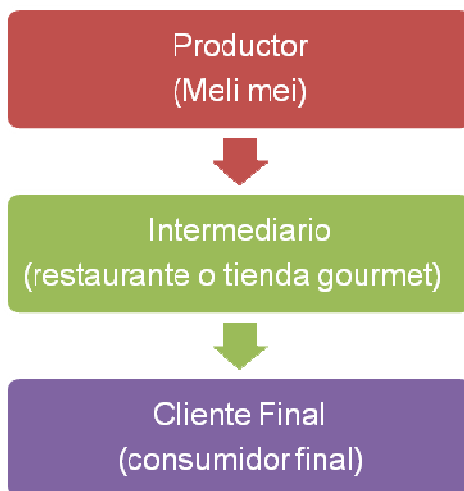 Productor
(Meli mei)
Intermediario
(restaurante o tienda gourmet)
Cliente Final
(consumidor final)